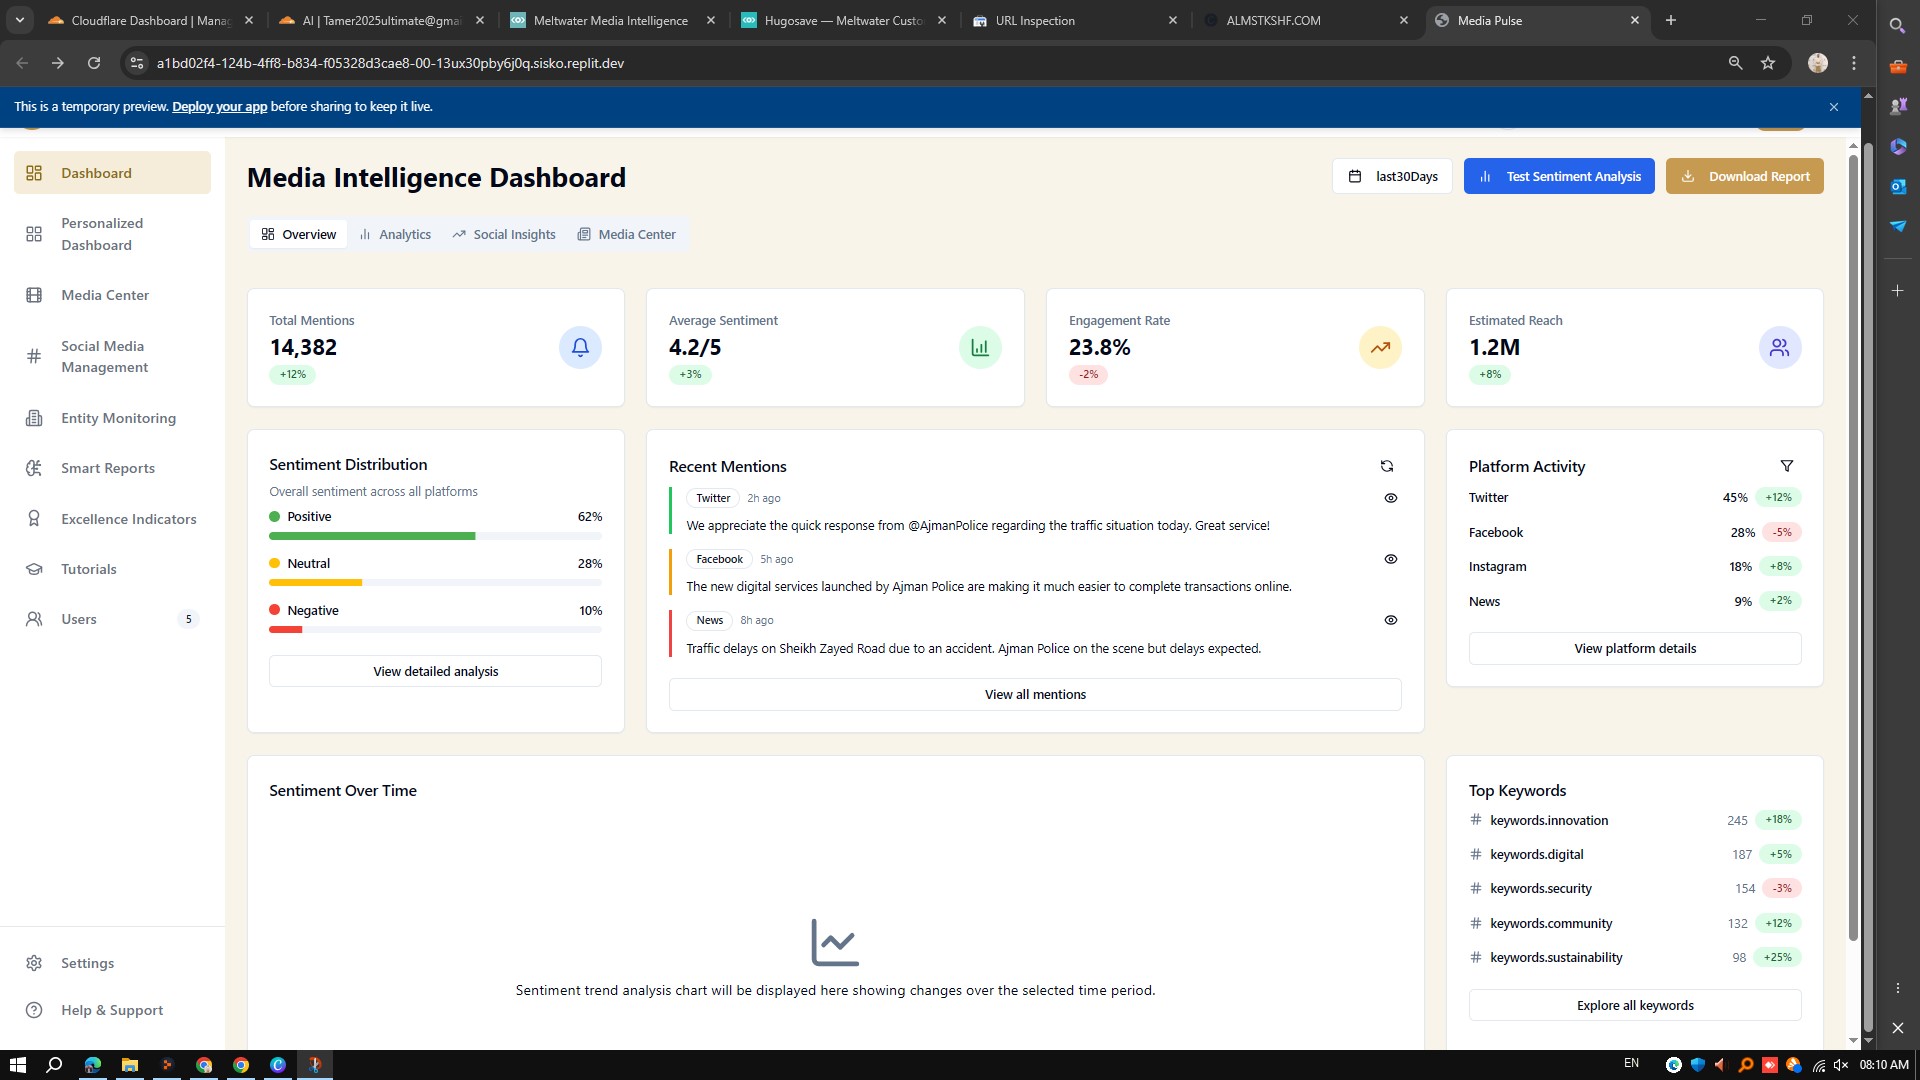 Cloudflare Dashboard | Manag
AI | Tamer2025ultimate@gmai
Meltwater Media Intelligence
Hugosave — Meltwater Custo
URL Inspection
ALMSTKSHF.COM
Media Pulse
a1bd02f4-124b-4ff8-b834-f05328d3cae8-00-13ux30pby6j0q.sisko.replit.dev
This is a temporary preview. Deploy your app before sharing to keep it live.
Dashboard
Personalized
Dashboard
Media Center
Social Media
Management
Entity Monitoring
Smart Reports
Excellence Indicators
Tutorials
Users 5
Settings
Help & Support
Media Intelligence Dashboard
last30Days
Test Sentiment Analysis
Download Report
Overview
Analytics
Social Insights
Media Center
Total Mentions
14,382
+12%
Average Sentiment
4.2/5
+3%
Engagement Rate
23.8%
-2%
Estimated Reach
1.2M
+8%
Sentiment Distribution
Overall sentiment across all platforms
Positive 62%
Neutral 28%
Negative 10%
View detailed analysis
Recent Mentions
Twitter 2h ago
We appreciate the quick response from @AjmanPolice regarding the traffic situation today. Great service!
Facebook 5h ago
The new digital services launched by Ajman Police are making it much easier to complete transactions online.
News 8h ago
Traffic delays on Sheikh Zayed Road due to an accident. Ajman Police on the scene but delays expected.
View all mentions
Platform Activity
Twitter 45% +12%
Facebook 28% -5%
Instagram 18% +8%
News 9% +2%
View platform details
Sentiment Over Time
Sentiment trend analysis chart will be displayed here showing changes over the selected time period.
Top Keywords
keywords.innovation 245 +18%
keywords.digital 187 +5%
keywords.security 154 -3%
keywords.community 132 +12%
keywords.sustainability 98 +25%
Explore all keywords
EN
08:10 AM